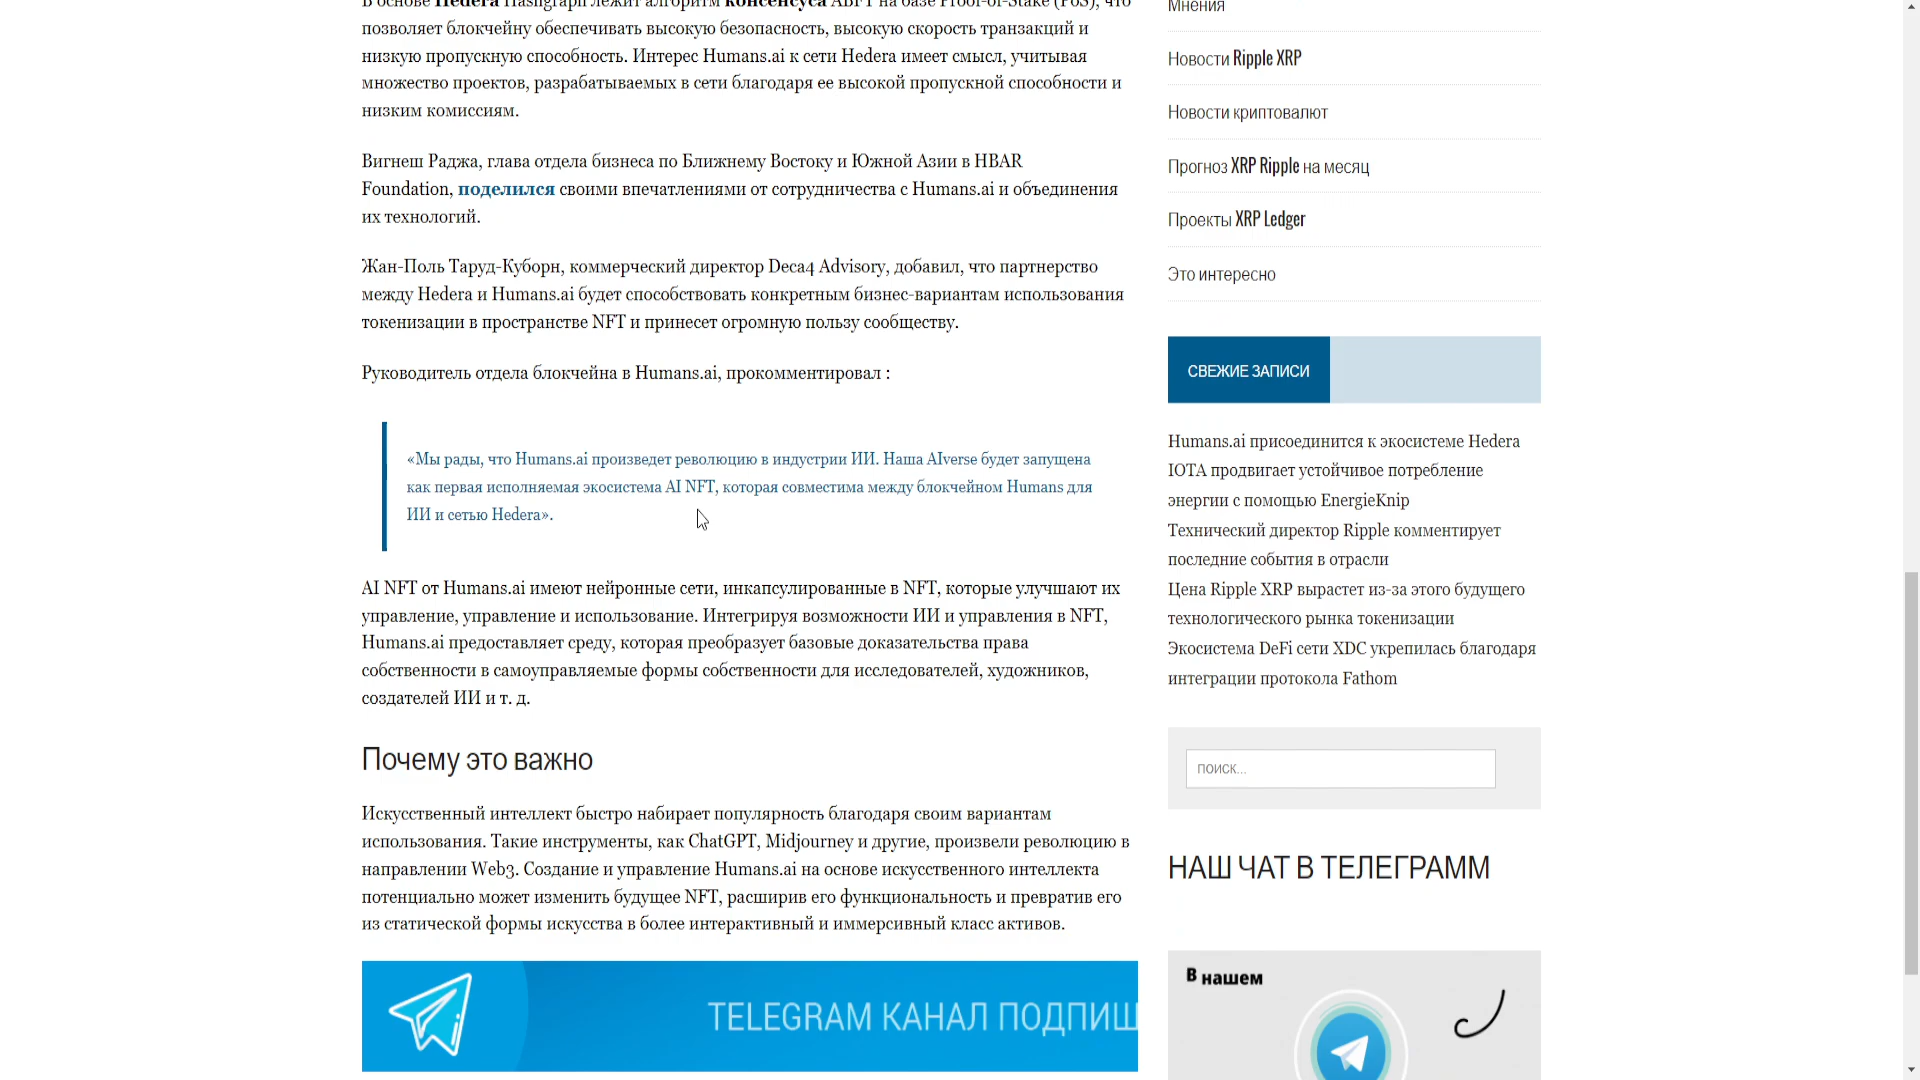 В основе Hedera Hashgraph лежит алгоритм консенсуса ABFT на базе Proof-of-Stake (PoS), что
позволяет блокчейну обеспечивать высокую безопасность, высокую скорость транзакций и
низкую пропускную способность. Интерес Humans.ai к сети Hedera имеет смысл, учитывая
множество проектов, разрабатываемых в сети благодаря ее высокой пропускной способности и
низким комиссиям.
Вигнеш Раджа, глава отдела бизнеса по Ближнему Востоку и Южной Азии в HBAR
Foundation, поделился своими впечатлениями от сотрудничества с Humans.ai и объединения
их технологий.
Жан-Поль Таруд-Куборн, коммерческий директор Deca4 Advisory, добавил, что партнерство
между Hedera и Humans.ai будет способствовать конкретным бизнес-вариантам использования
токенизации в пространстве NFT и принесет огромную пользу сообществу.
Руководитель отдела блокчейна в Humans.ai, прокомментировал :
«Мы рады, что Humans.ai произведет революцию в индустрии ИИ. Наша AIverse будет запущена
как первая исполняемая экосистема AI NFT, которая совместима между блокчейном Humans для
ИИ и сетью Hedera».
AI NFT от Humans.ai имеют нейронные сети, инкапсулированные в NFT, которые улучшают их
управление, управление и использование. Интегрируя возможности ИИ и управления в NFT,
Humans.ai предоставляет среду, которая преобразует базовые доказательства права
собственности в самоуправляемые формы собственности для исследователей, художников,
создателей ИИ и т. д.
Почему это важно
Искусственный интеллект быстро набирает популярность благодаря своим вариантам
использования. Такие инструменты, как ChatGPT, Midjourney и другие, произвели революцию в
направлении Web3. Создание и управление Humans.ai на основе искусственного интеллекта
потенциально может изменить будущее NFT, расширив его функциональность и превратив его
из статической формы искусства в более интерактивный и иммерсивный класс активов.
TELEGRAM КАНАЛ ПОДПИШ
Мнения
Новости Ripple XRP
Новости криптовалют
Прогноз XRP Ripple на месяц
Проекты XRP Ledger
Это интересно
СВЕЖИЕ ЗАПИСИ
Humans.ai присоединится к экосистеме Hedera
IOTA продвигает устойчивое потребление
энергии с помощью EnergieKnip
Технический директор Ripple комментирует
последние события в отрасли
Цена Ripple XRP вырастет из-за этого будущего
технологического рынка токенизации
Экосистема DeFi сети XDC укрепилась благодаря
интеграции протокола Fathom
поиск...
НАШ ЧАТ В ТЕЛЕГРАММ
В нашем